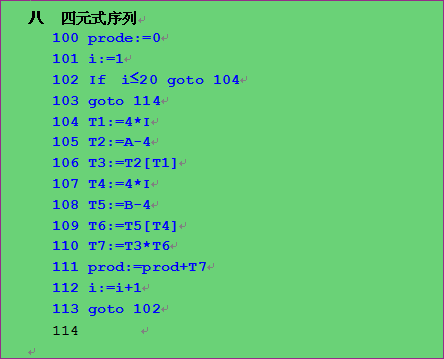 八 四元式序列
100 prode:=0
101 i:=1
102 If i≤20 goto 104
103 goto 114
104 T1:=4*I
105 T2:=A-4
106 T3:=T2[T1]
107 T4:=4*I
108 T5:=B-4
109 T6:=T5[T4]
110 T7:=T3*T6
111 prod:=prod+T7
112 i:=i+1
113 goto 102
114